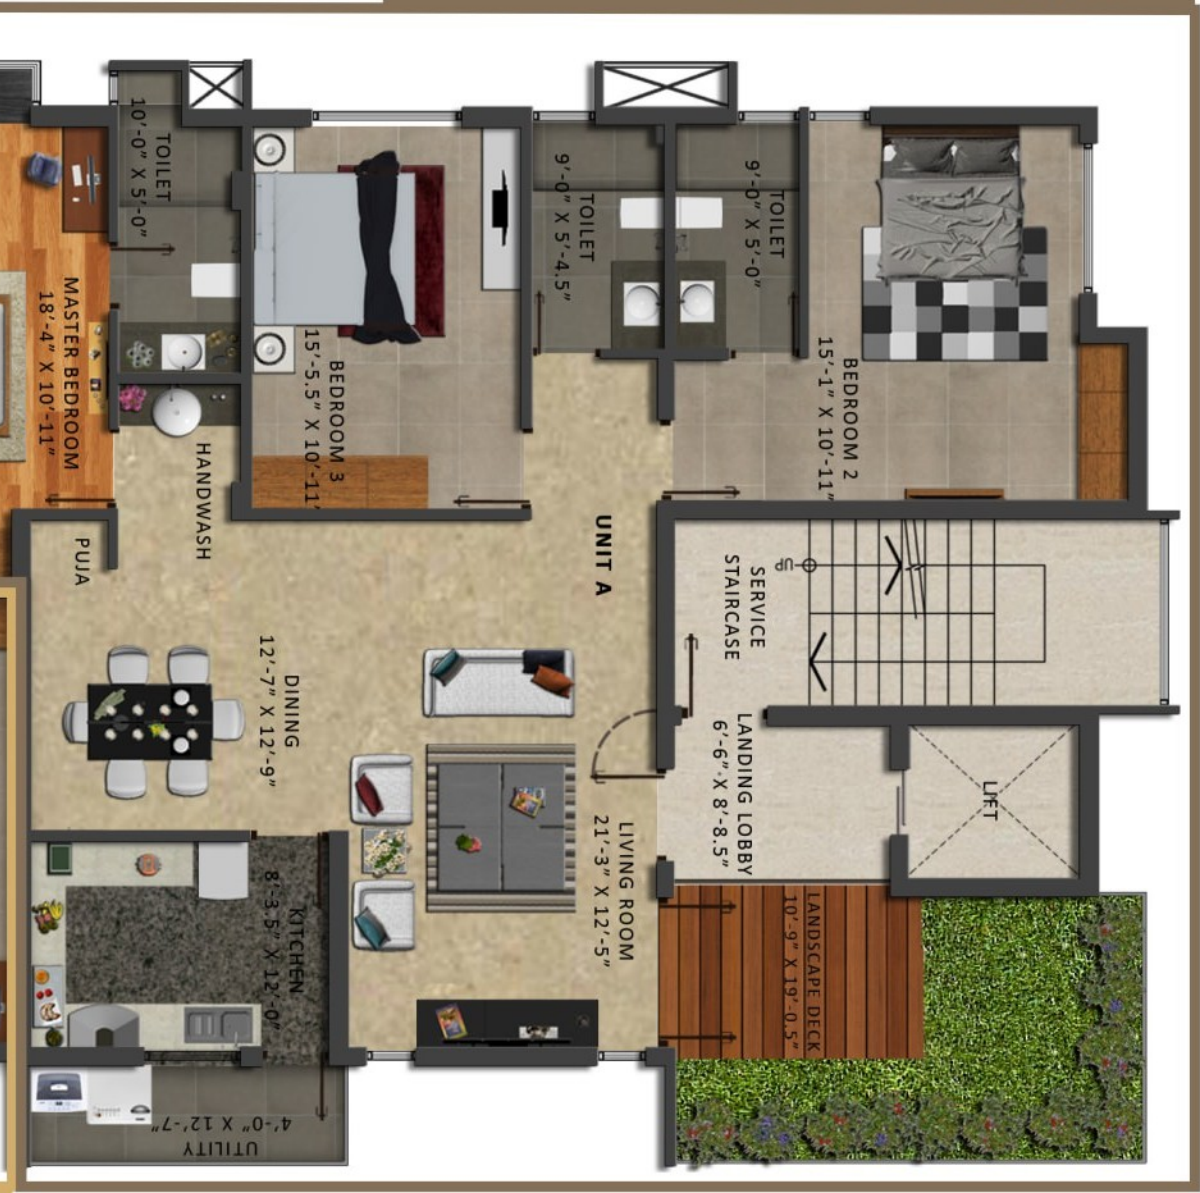 TOILET
10'-0" X 5'-0"
MASTER BEDROOM
18'-4" X 10'-11"
HANDWASH
PUJA
BEDROOM 3
15'-5.5" X 10'-11"
TOILET
9'-0" X 5'-4.5"
TOILET
9'-0" X 5'-0"
BEDROOM 2
15'-1" X 10'-11"
UNIT A
SERVICE
STAIRCASE
UP
DINING
12'-7" X 12'-9"
LANDING LOBBY
6'-6" X 8'-8.5"
LIFT
LIVING ROOM
21'-3" X 12'-5"
KITCHEN
8'-3.5" X 12'-0"
LANDSCAPE DECK
10'-9" X 19'-0.5"
UTILITY
4'-0" X 12'-7"